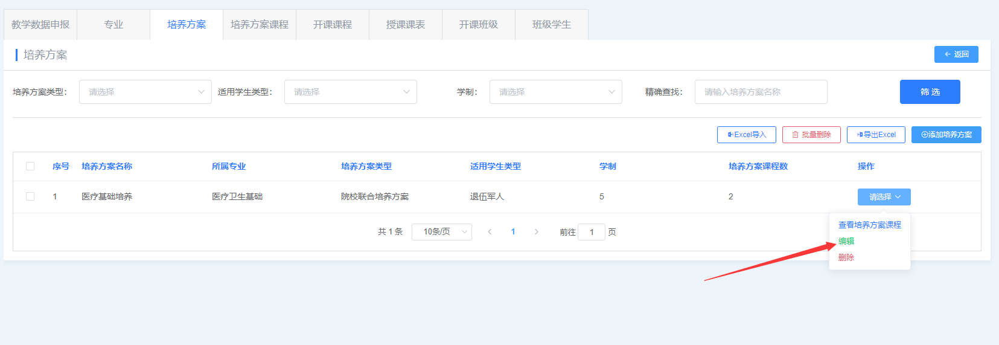 教学数据申报 专业 培养方案 培养方案课程 开课课程 授课课表 开课班级 班级学生
培养方案 返回
培养方案类型: 请选择 适用学生类型: 请选择 学制: 请选择 精确查找: 请输入培养方案名称 筛 选
Excel导入 批量删除 导出Excel 添加培养方案
序号 培养方案名称 所属专业 培养方案类型 适用学生类型 学制 培养方案课程数 操作
1 医疗基础培养 医疗卫生基础 院校联合培养方案 退伍军人 5 2 请选择
查看培养方案课程
共 1 条 10条/页 1 前往 1 页
编辑
删除